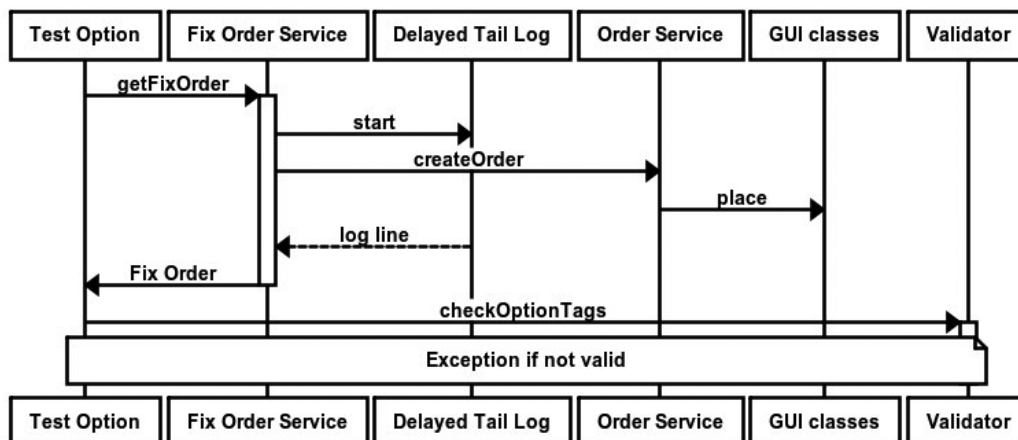 Test Option Fix Order Service Delayed Tail Log Order Service GUI classes Validator
getFixOrder
start
createOrder
place
log line
Fix Order
checkOptionTags
Exception if not valid
Test Option Fix Order Service Delayed Tail Log Order Service GUI classes Validator